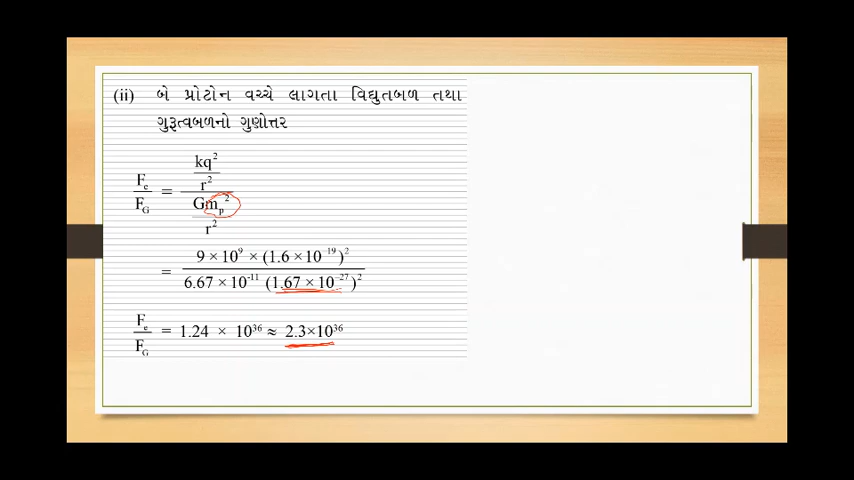 (ii) બે પ્રોટોન વચ્ચે લાગતા વિદ્યુતબળ તથા
ગુરૂત્વબળનો ગુણોત્તર
Fe/FG = (kq²/r²)/(Gmp²/r²)
= 9 × 10⁹ × (1.6 × 10⁻¹⁹)² / 6.67 × 10⁻¹¹ (1.67 × 10⁻²⁷)²
Fe/FG = 1.24 × 10³⁶ ≈ 2.3×10³⁶